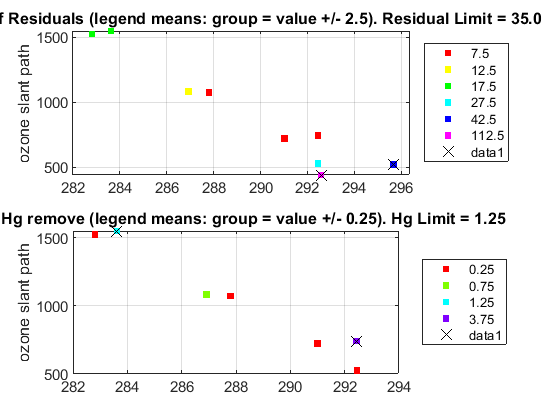 f Residuals (legend means: group = value +/- 2.5). Residual Limit = 35.0
ozone slant path
1500
1000
500
282 284 286 288 290 292 294 296
7.5
12.5
17.5
27.5
42.5
112.5
data1
Hg remove (legend means: group = value +/- 0.25). Hg Limit = 1.25
ozone slant path
1500
1000
500
282 284 286 288 290 292 294
0.25
0.75
1.25
3.75
data1